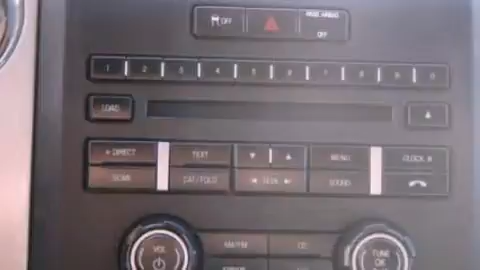 OFF PASS AIRBAG OFF
1 2 3 4 5 6 7 8 9 0
LOAD
DIRECT TEXT MENU CLOCK
SCAN CAT/FOLD SEEK SOUND
VOL AM/FM CD TUNE
OK